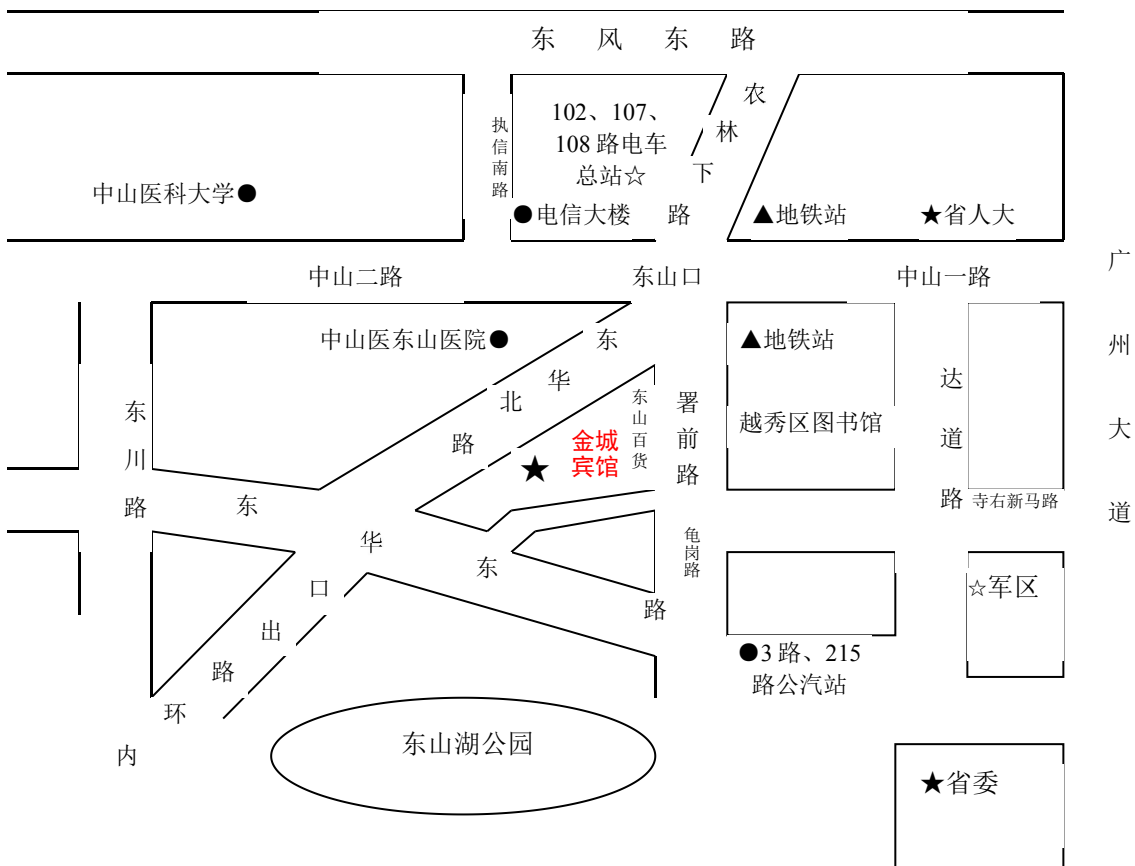 东风东路
农林下路
执信南路
102、107、
108 路电车
总站☆
中山医科大学●
●电信大楼
▲地铁站
★省人大
中山二路
东山口
中山一路
广州大道
中山医东山医院●
▲地铁站
东华北路
东山百货
署前路
达道路
越秀区图书馆
★
金城
宾馆
东川路
寺右新马路
东华东路
龟岗路
☆军区
内环路出口
●3 路、215
路公汽站
东山湖公园
★省委